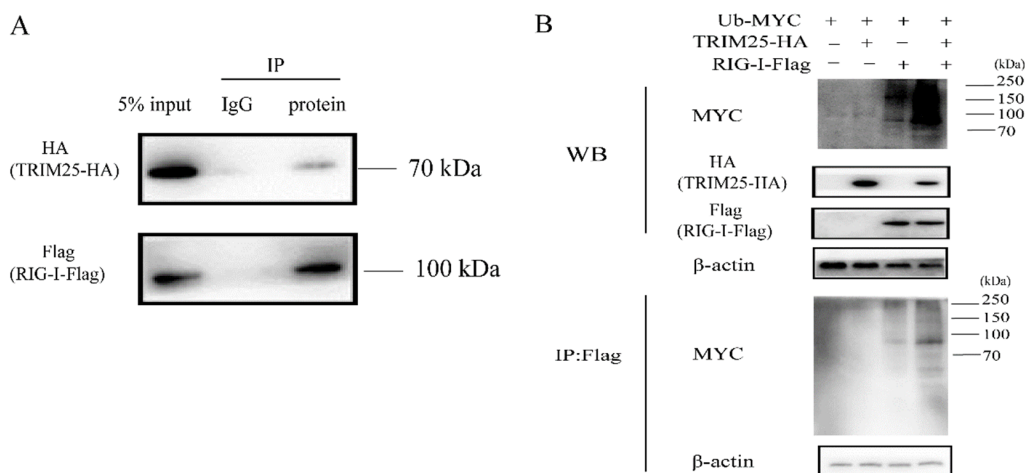 A
IP
5% input IgG protein
HA
(TRIM25-HA)
70 kDa
Flag
(RIG-I-Flag)
100 kDa
B
Ub-MYC + + + +
TRIM25-HA − + − +
RIG-I-Flag − − + +
(kDa)
WB
MYC
250
150
100
70
HA
(TRIM25-HA)
Flag
(RIG-I-Flag)
β-actin
(kDa)
IP:Flag
MYC
250
150
100
70
β-actin